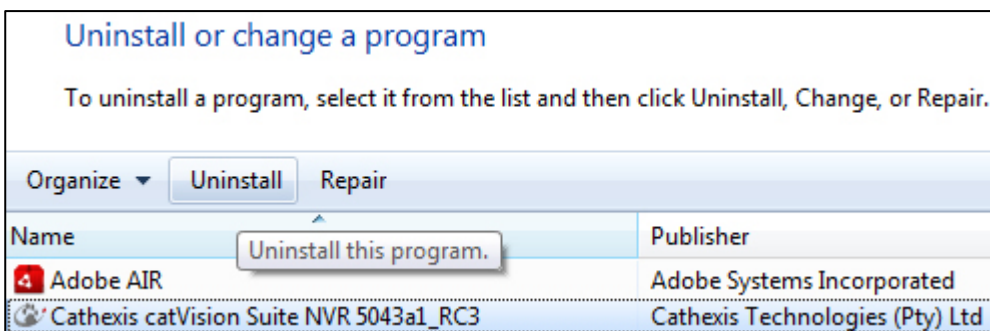 Uninstall or change a program
To uninstall a program, select it from the list and then click Uninstall, Change, or Repair.
Organize Uninstall Repair
Name Publisher
Uninstall this program.
Adobe AIR Adobe Systems Incorporated
Cathexis catVision Suite NVR 5043a1_RC3 Cathexis Technologies (Pty) Ltd